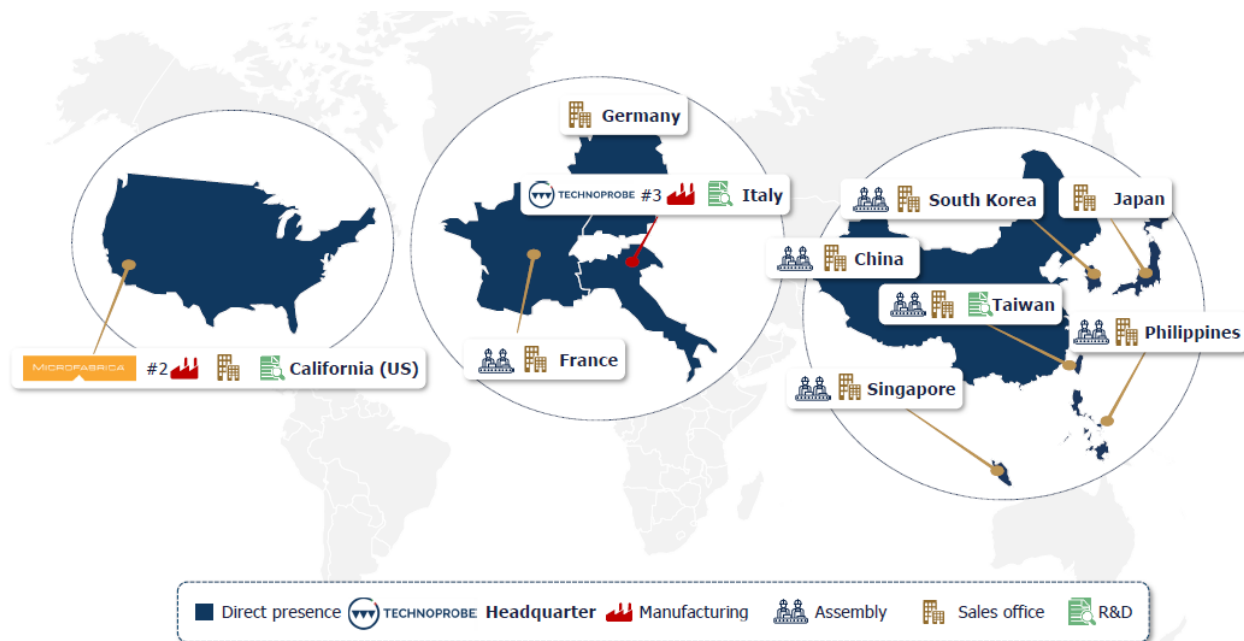 Germany
TECHNOPROBE #3 Italy
South Korea
Japan
China
Taiwan
Philippines
France
MICROFABRICA #2 California (US)
Singapore
Direct presence TECHNOPROBE Headquarter Manufacturing Assembly Sales office R&D